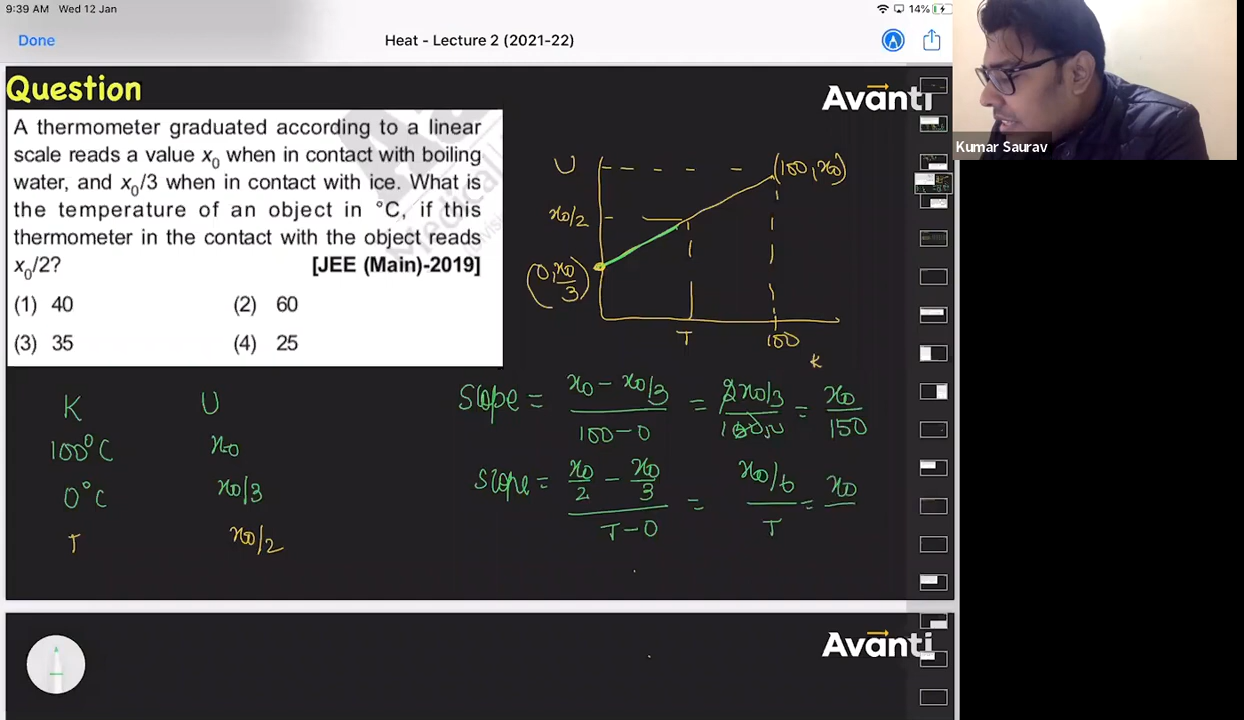 9:39 AM Wed 12 Jan
14%
Done
Heat - Lecture 2 (2021-22)
Question
Avanti
A thermometer graduated according to a linear
scale reads a value x₀ when in contact with boiling
water, and x₀/3 when in contact with ice. What is
the temperature of an object in °C, if this
thermometer in the contact with the object reads
x₀/2? [JEE (Main)-2019]
(1) 40 (2) 60
(3) 35 (4) 25
Kumar Saurav
U
(100, x0)
x0/2
(0, x0/3)
T 100
K
K U
100°C x0
0°C x0/3
T x0/2
Slope = (x0 - x0/3)/(100-0) = (2x0/3)/100 = x0/150
Slope = (x0/2 - x0/3)/(T-0) = (x0/6)/T = x0
Avanti